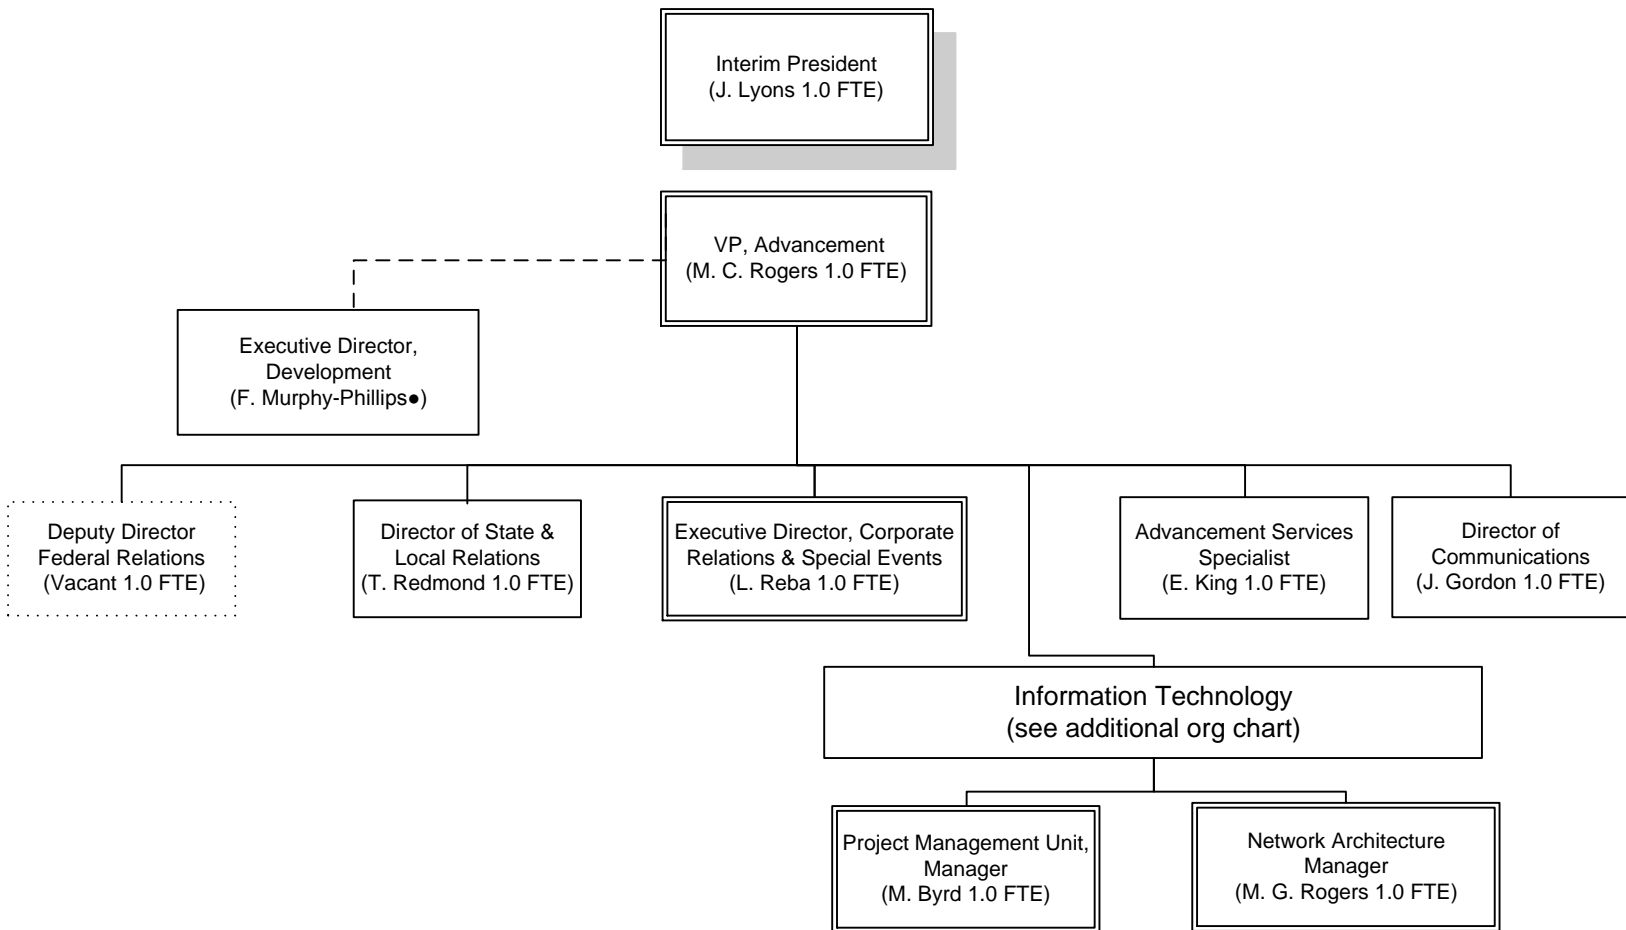 Interim President
(J. Lyons 1.0 FTE)
VP, Advancement
(M. C. Rogers 1.0 FTE)
Executive Director,
Development
(F. Murphy-Phillips●)
Deputy Director
Federal Relations
(Vacant 1.0 FTE)
Director of State &
Local Relations
(T. Redmond 1.0 FTE)
Executive Director, Corporate
Relations & Special Events
(L. Reba 1.0 FTE)
Advancement Services
Specialist
(E. King 1.0 FTE)
Director of
Communications
(J. Gordon 1.0 FTE)
Information Technology
(see additional org chart)
Project Management Unit,
Manager
(M. Byrd 1.0 FTE)
Network Architecture
Manager
(M. G. Rogers 1.0 FTE)